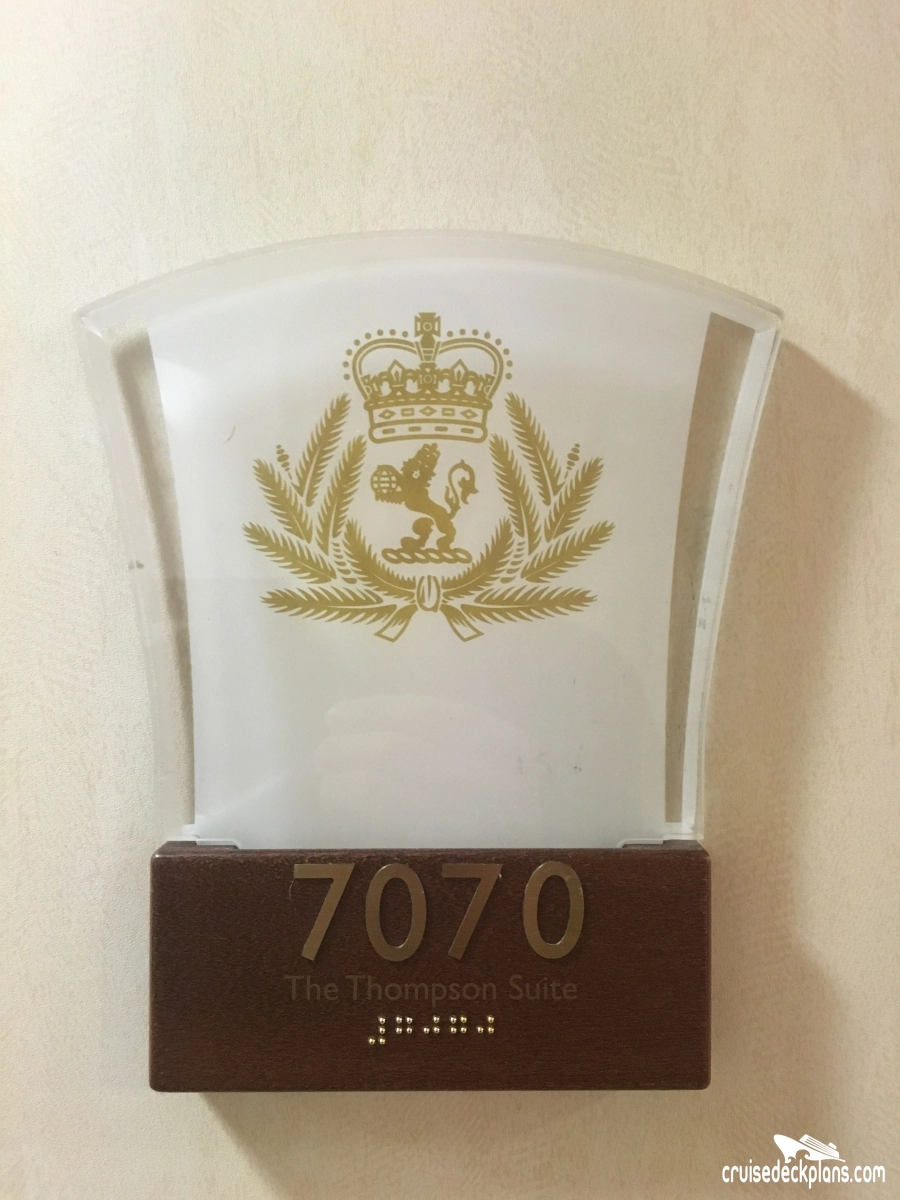 7070
The Thompson Suite
⠼⠛⠚⠛⠚
cruisedeckplans.com